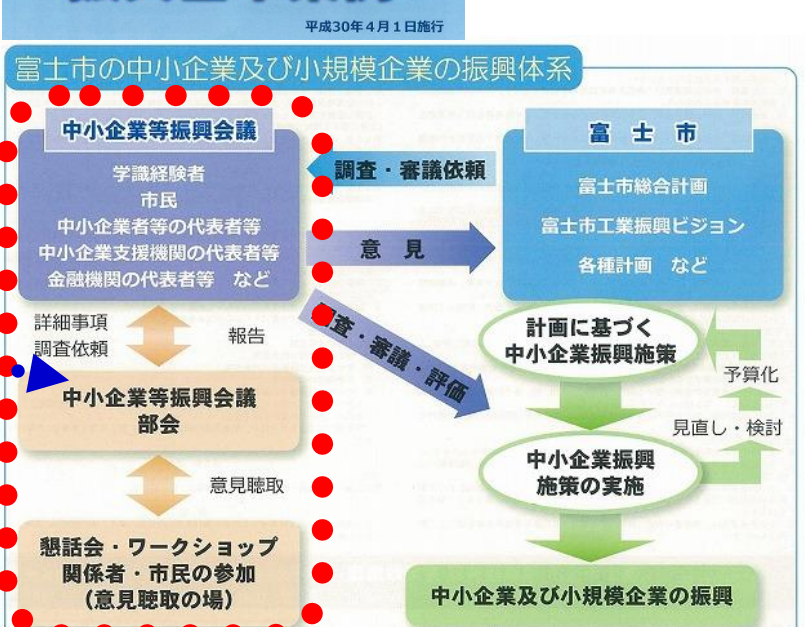 平成30年4月1日施行
富士市の中小企業及び小規模企業の振興体系
中小企業等振興会議
学識経験者
市民
中小企業者等の代表者等
中小企業支援機関の代表者等
金融機関の代表者等 など
調査・審議依頼
意見
富士市
富士市総合計画
富士市工業振興ビジョン
各種計画 など
詳細事項
調査依頼
報告
調査・審議・評価
計画に基づく
中小企業振興施策
予算化
見直し・検討
中小企業等振興会議
部会
意見聴取
中小企業振興
施策の実施
懇話会・ワークショップ
関係者・市民の参加
(意見聴取の場)
中小企業及び小規模企業の振興